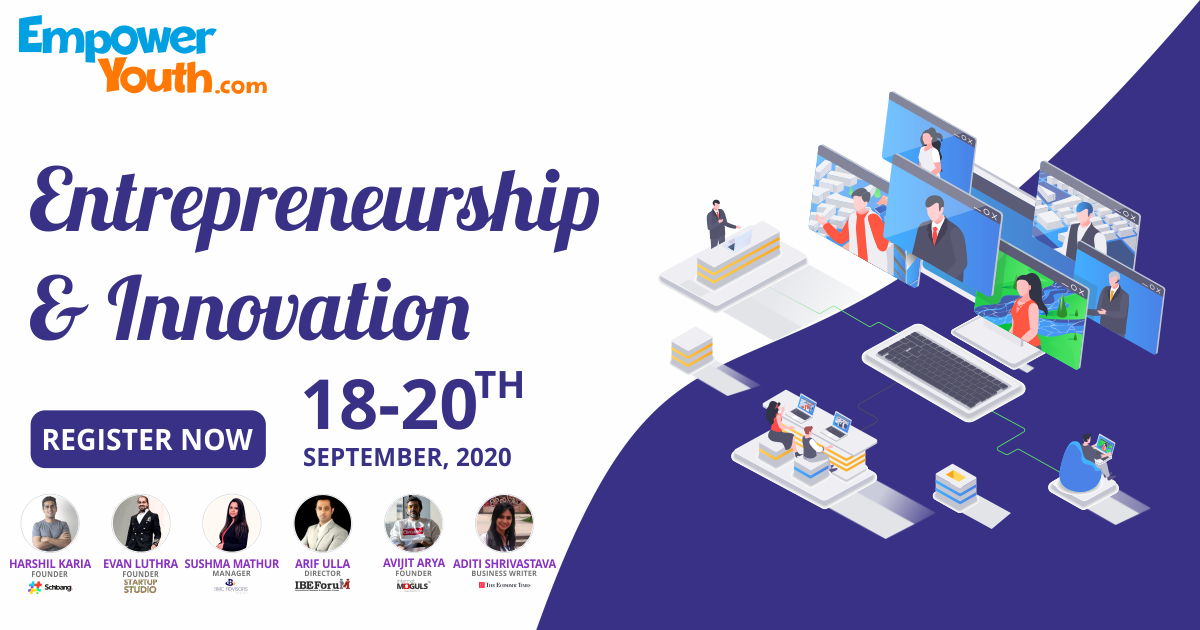 Empower
Youth.com
Entrepreneurship
& Innovation
18-20TH
SEPTEMBER, 2020
REGISTER NOW
HARSHIL KARIA
FOUNDER
Schbang.
EVAN LUTHRA
FOUNDER
STARTUP
STUDIO
SUSHMA MATHUR
MANAGER
ARIF ULLA
DIRECTOR
IBEForuM
AVIJIT ARYA
FOUNDER
MOGULS
ADITI SHRIVASTAVA
BUSINESS WRITER
THE ECONOMIC TIMES